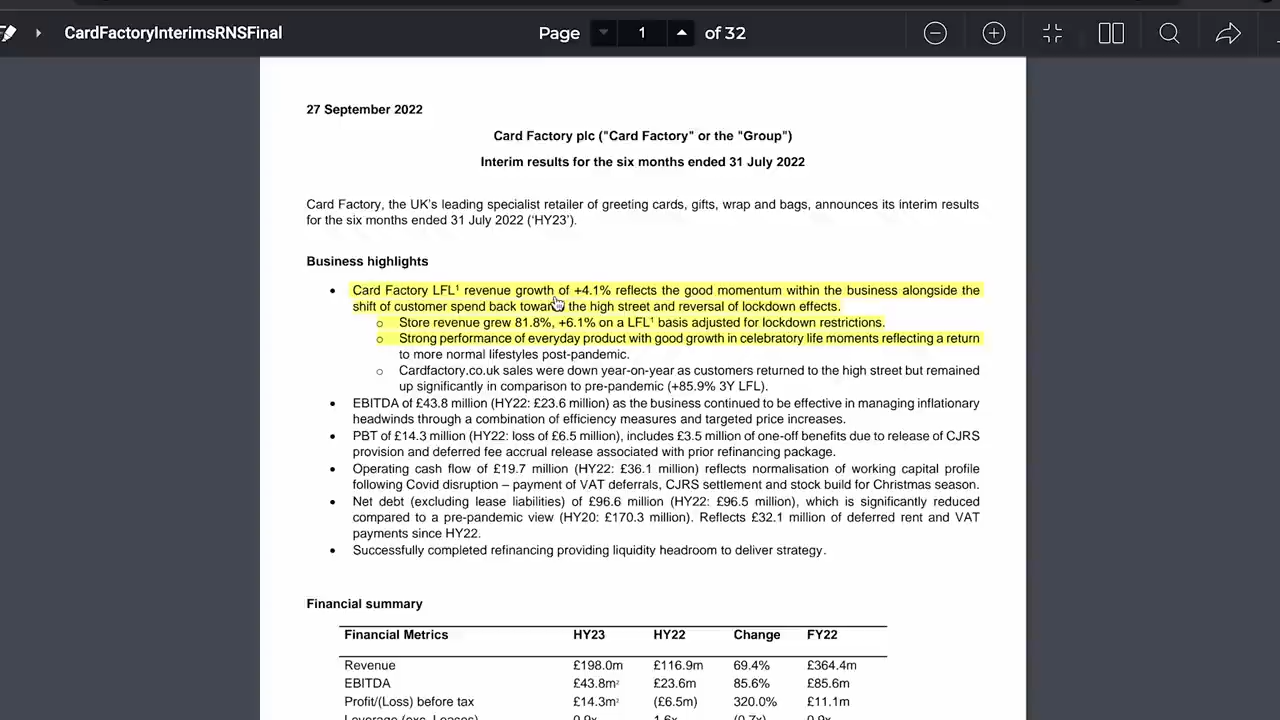 CardFactoryInterimsRNSFinal
Page 1 of 32
27 September 2022
Card Factory plc ("Card Factory" or the "Group")
Interim results for the six months ended 31 July 2022
Card Factory, the UK's leading specialist retailer of greeting cards, gifts, wrap and bags, announces its interim results
for the six months ended 31 July 2022 ('HY23').
Business highlights
• Card Factory LFL¹ revenue growth of +4.1% reflects the good momentum within the business alongside the
shift of customer spend back towards the high street and reversal of lockdown effects.
o Store revenue grew 81.8%, +6.1% on a LFL¹ basis adjusted for lockdown restrictions.
o Strong performance of everyday product with good growth in celebratory life moments reflecting a return
to more normal lifestyles post-pandemic.
o Cardfactory.co.uk sales were down year-on-year as customers returned to the high street but remained
up significantly in comparison to pre-pandemic (+85.9% 3Y LFL).
• EBITDA of £43.8 million (HY22: £23.6 million) as the business continued to be effective in managing inflationary
headwinds through a combination of efficiency measures and targeted price increases.
• PBT of £14.3 million (HY22: loss of £6.5 million), includes £3.5 million of one-off benefits due to release of CJRS
provision and deferred fee accrual release associated with prior refinancing package.
• Operating cash flow of £19.7 million (HY22: £36.1 million) reflects normalisation of working capital profile
following Covid disruption – payment of VAT deferrals, CJRS settlement and stock build for Christmas season.
• Net debt (excluding lease liabilities) of £96.6 million (HY22: £96.5 million), which is significantly reduced
compared to a pre-pandemic view (HY20: £170.3 million). Reflects £32.1 million of deferred rent and VAT
payments since HY22.
• Successfully completed refinancing providing liquidity headroom to deliver strategy.
Financial summary
Financial Metrics HY23 HY22 Change FY22
Revenue £198.0m £116.9m 69.4% £364.4m
EBITDA £43.8m² £23.6m 85.6% £85.6m
Profit/(Loss) before tax £14.3m³ (£6.5m) 320.0% £11.1m
Leverage (exc. Leases) 0.9x 1.6x (0.7x) 0.9x